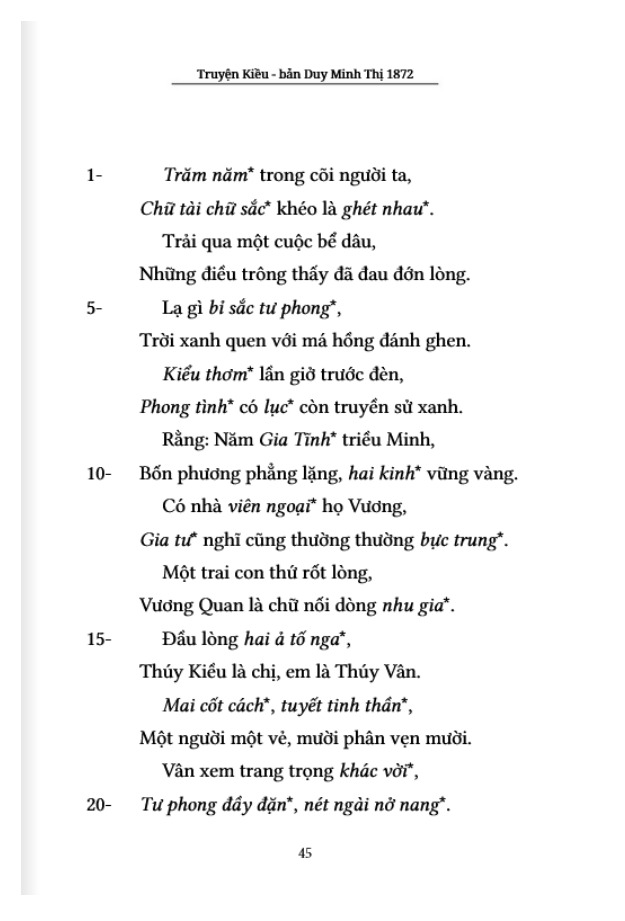 Truyện Kiều - bản Duy Minh Thị 1872
1- Trăm năm* trong cõi người ta,
Chữ tài chữ sắc* khéo là ghét nhau*.
Trải qua một cuộc bể dâu,
Những điều trông thấy đã đau đớn lòng.
5- Lạ gì bỉ sắc tư phong*,
Trời xanh quen với má hồng đánh ghen.
Kiểu thơm* lần giở trước đèn,
Phong tình* có lục* còn truyền sử xanh.
Rằng: Năm Gia Tĩnh* triều Minh,
10- Bốn phương phẳng lặng, hai kinh* vững vàng.
Có nhà viên ngoại* họ Vương,
Gia tư* nghĩ cũng thường thường bực trung*.
Một trai con thứ rốt lòng,
Vương Quan là chữ nối dòng nhu gia*.
15- Đầu lòng hai ả tố nga*,
Thúy Kiều là chị, em là Thúy Vân.
Mai cốt cách*, tuyết tinh thần*,
Một người một vẻ, mười phân vẹn mười.
Vân xem trang trọng khác vời*,
20- Tư phong đầy đặn*, nét ngài nở nang*.
45